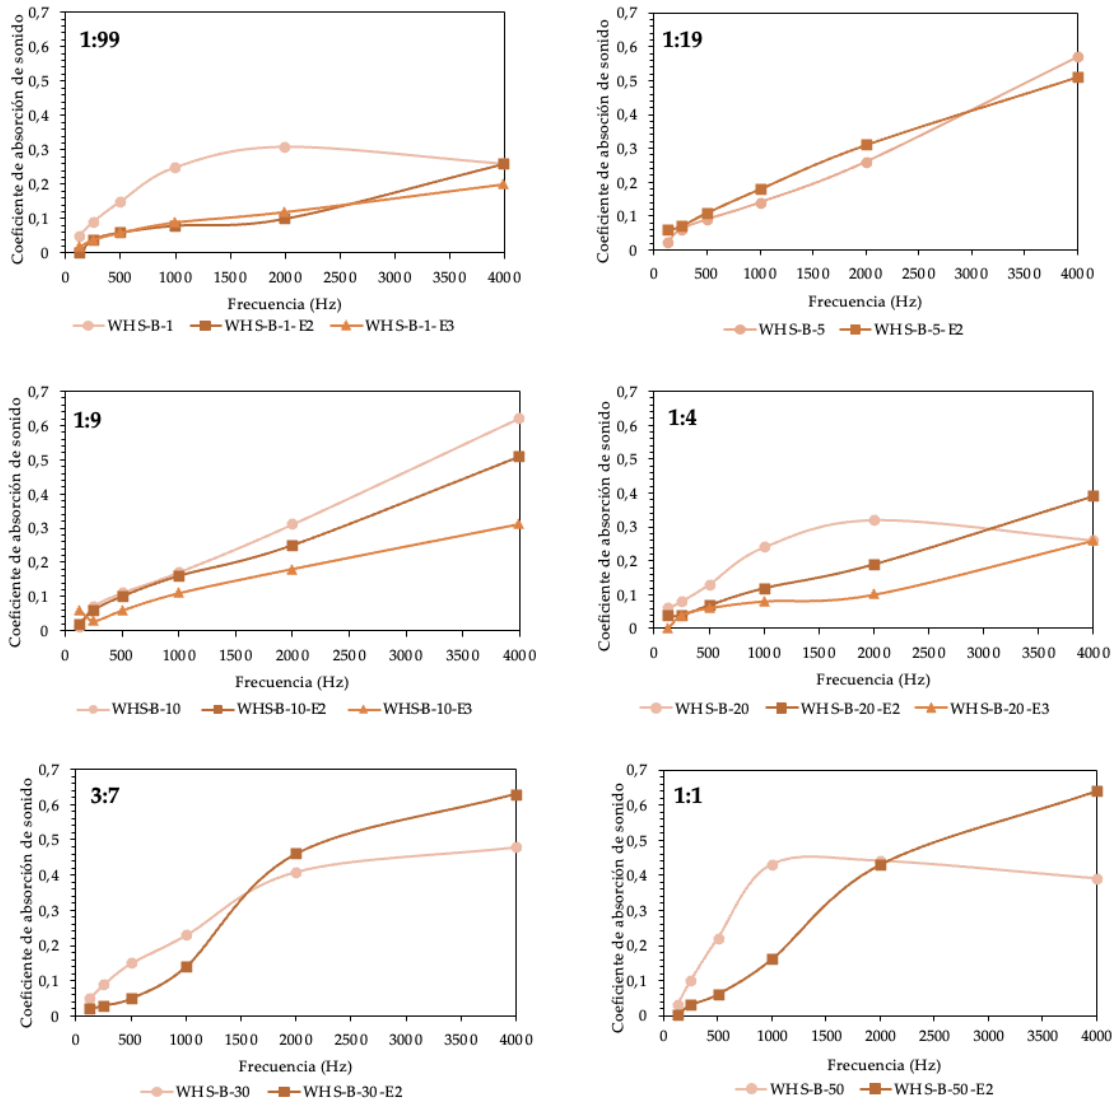 0,7
0,6
0,5
0,4
0,3
0,2
0,1
0
Coeficiente de absorción de sonido
1:99
0 500 1000 1500 2000 2500 3000 3500 4000
Frecuencia (Hz)
WHS-B-1 WHS-B-1-E2 WHS-B-1-E3
0,7
0,6
0,5
0,4
0,3
0,2
0,1
0
Coeficiente de absoción de sonido
1:19
0 500 1000 1500 2000 2500 3000 3500 4000
Frecuencia (Hz)
WHS-B-5 WHS-B-5-E2
0,7
0,6
0,5
0,4
0,3
0,2
0,1
0
Coeficiente de absorción de sonido
1:9
0 500 1000 1500 2000 2500 3000 3500 4000
Frecuencia (Hz)
WHS-B-10 WHS-B-10-E2 WHS-B-10-E3
0,7
0,6
0,5
0,4
0,3
0,2
0,1
0
Coeficiente de absorción de sonido
1:4
0 500 1000 1500 2000 2500 3000 3500 4000
Frecuencia (Hz)
WHS-B-20 WHS-B-20-E2 WHS-B-20-E3
0,7
0,6
0,5
0,4
0,3
0,2
0,1
0
Coeficiente de absorción de sonido
3:7
0 500 1000 1500 2000 2500 3000 3500 4000
Frecuencia (Hz)
WHS-B-30 WHS-B-30-E2
0,7
0,6
0,5
0,4
0,3
0,2
0,1
0
Coeficiente de absorción de sonido
1:1
0 500 1000 1500 2000 2500 3000 3500 4000
Frecuencia (Hz)
WHS-B-50 WHS-B-50-E2